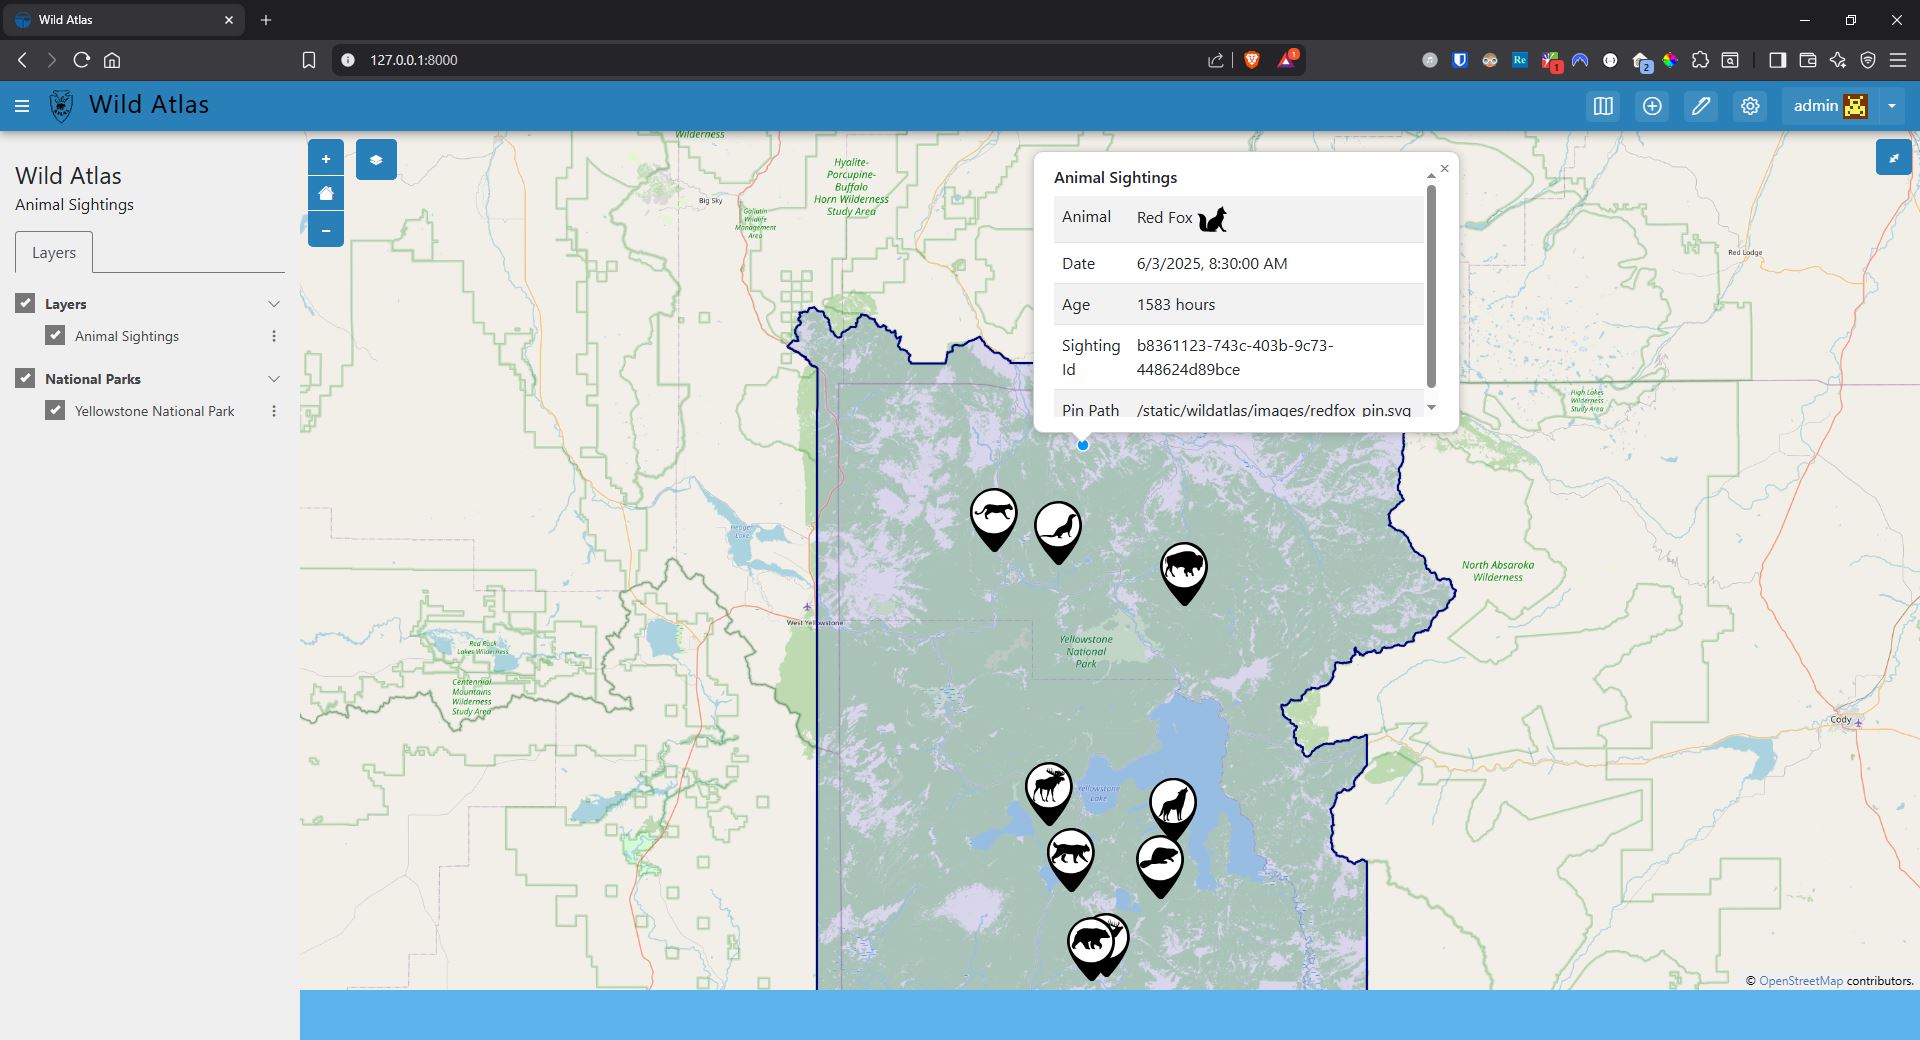 Wild Atlas
127.0.0.1:8000
1
Re
1
2
Wild Atlas
admin
Wild Atlas
Animal Sightings
Layers
Layers
Animal Sightings
National Parks
Yellowstone National Park
Wilderness
Hyalite-
Porcupine-
Buffalo
Horn Wilderness
Study Area
Big Sky
Gallatin
Wildlife
Management
Area
Red Lodge
Animal Sightings
Animal Red Fox
Date 6/3/2025, 8:30:00 AM
Age 1583 hours
Sighting Id b8361123-743c-403b-9c73-
448624d89bce
Pin Path /static/wildatlas/images/redfox_pin.svg
High Lakes
Wilderness
Study Area
Hebgen
Lake
North Absaroka
Wilderness
West Yellowstone
Red Rock
Lakes Wilderness
Yellowstone
National
Park
Centennial
Mountains
Wilderness
Study Area
Cody
Yellowstone
Lake
© OpenStreetMap contributors.